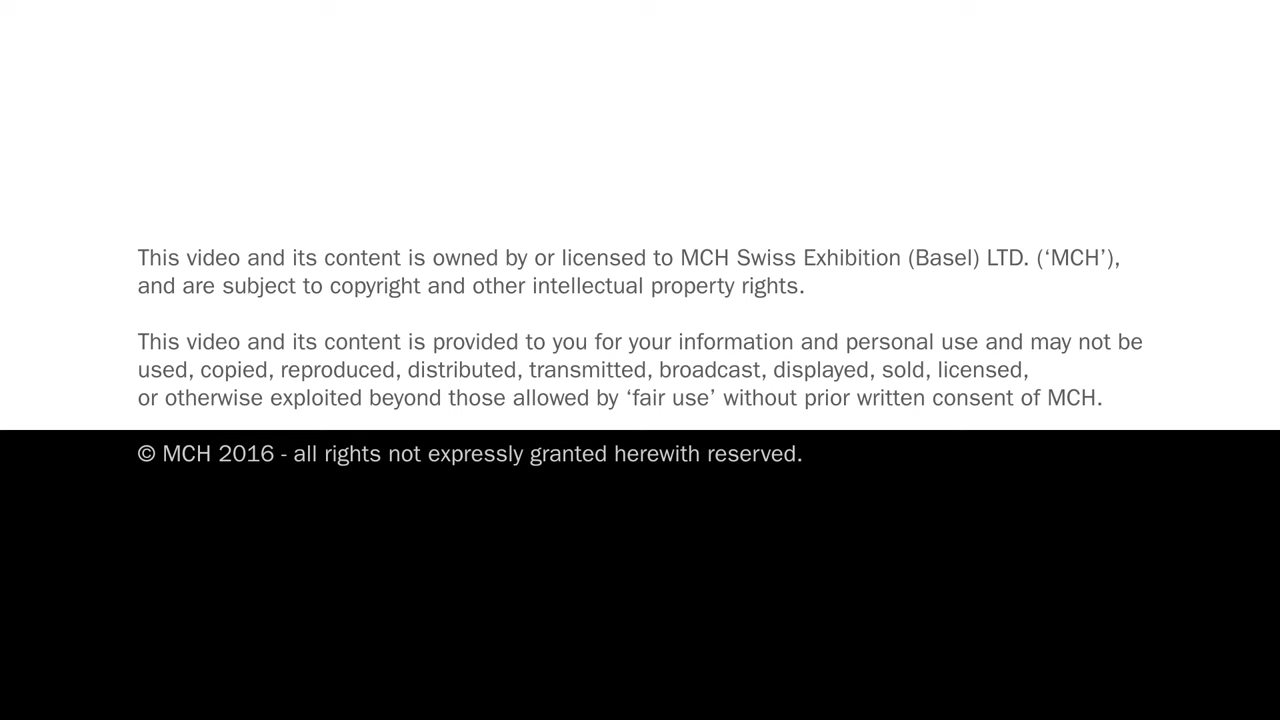 This video and its content is owned by or licensed to MCH Swiss Exhibition (Basel) LTD. (‘MCH’),
and are subject to copyright and other intellectual property rights.
This video and its content is provided to you for your information and personal use and may not be
used, copied, reproduced, distributed, transmitted, broadcast, displayed, sold, licensed,
or otherwise exploited beyond those allowed by ‘fair use’ without prior written consent of MCH.
© MCH 2016 - all rights not expressly granted herewith reserved.